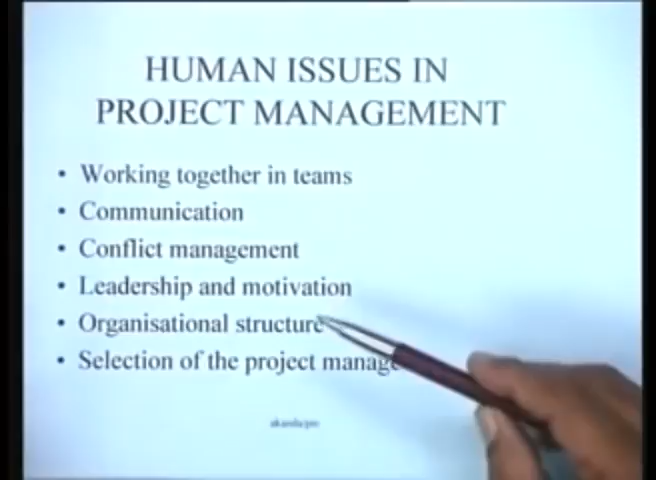 HUMAN ISSUES IN
PROJECT MANAGEMENT
• Working together in teams
• Communication
• Conflict management
• Leadership and motivation
• Organisational structure
• Selection of the project manage